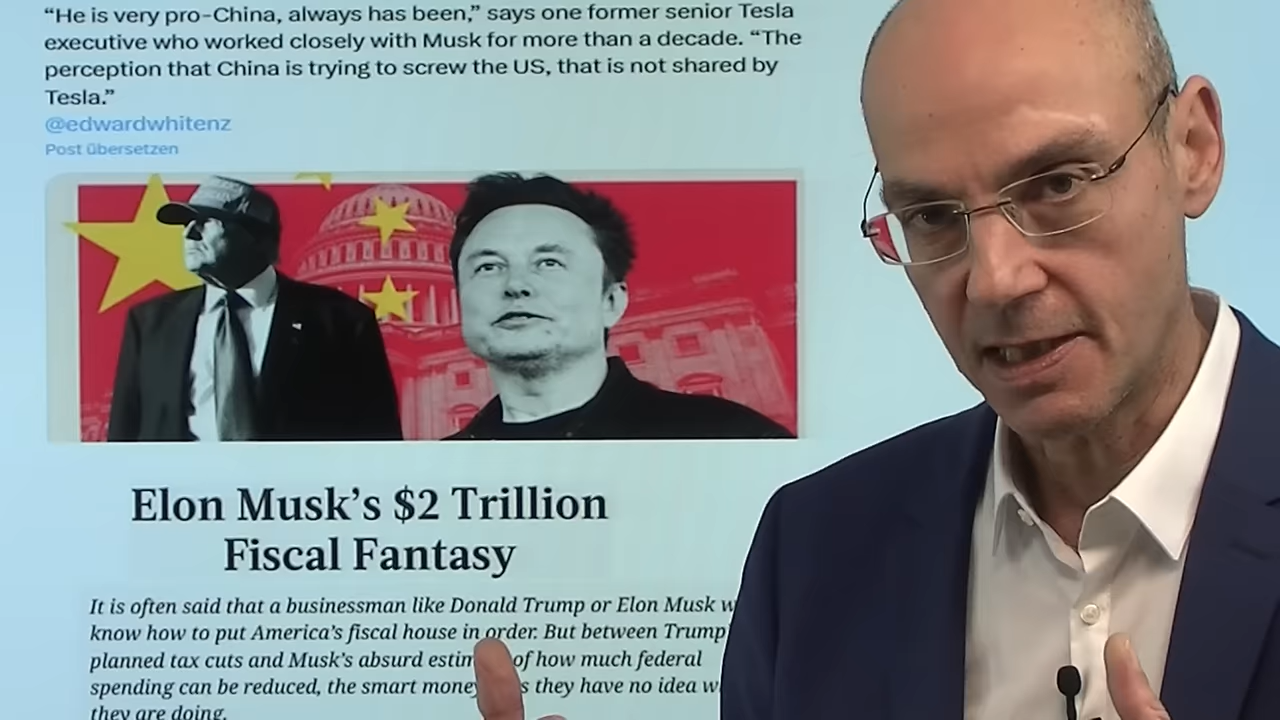 “He is very pro-China, always has been,” says one former senior Tesla
executive who worked closely with Musk for more than a decade. “The
perception that China is trying to screw the US, that is not shared by
Tesla.”
@edwardwhitenz
Post übersetzen
Elon Musk’s $2 Trillion
Fiscal Fantasy
It is often said that a businessman like Donald Trump or Elon Musk
know how to put America’s fiscal house in order. But between Trump
planned tax cuts and Musk’s absurd of how much federal
spending can be reduced, the smart money they have no idea
they are doing.